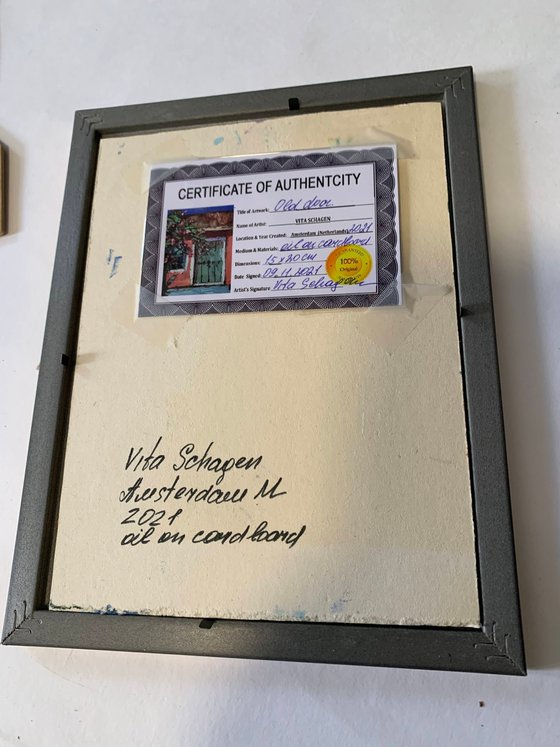 CERTIFICATE OF AUTHENTCITY
Title of Artwork: Old door
Name of Artist: VITA SCHAGEN
Location & Year Created: Amsterdam (Netherlands) 2021
Medium & Materials: oil on cardboard
Dimensions: 15 x 20 cm
Date Signed: 09.11.2021
Artist's Signature Vita Schagen
100%
Original
Vita Schagen
Amsterdam
2021
oil on cardboard